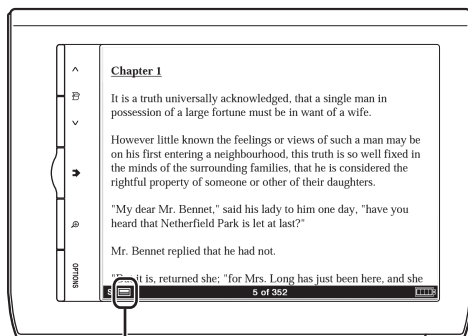 Chapter 1
It is a truth universally acknowledged, that a single man in
possession of a large fortune must be in want of a wife.
However little known the feelings or views of such a man may be
on his first entering a neighbourhood, this truth is so well fixed in
the minds of the surrounding families, that he is considered the
rightful property of someone or other of their daughters.
"My dear Mr. Bennet," said his lady to him one day, "have you
heard that Netherfield Park is let at last?"
Mr. Bennet replied that he had not.
it is, returned she; "for Mrs. Long has just been here, and she
S
5 of 352
OPTIONS